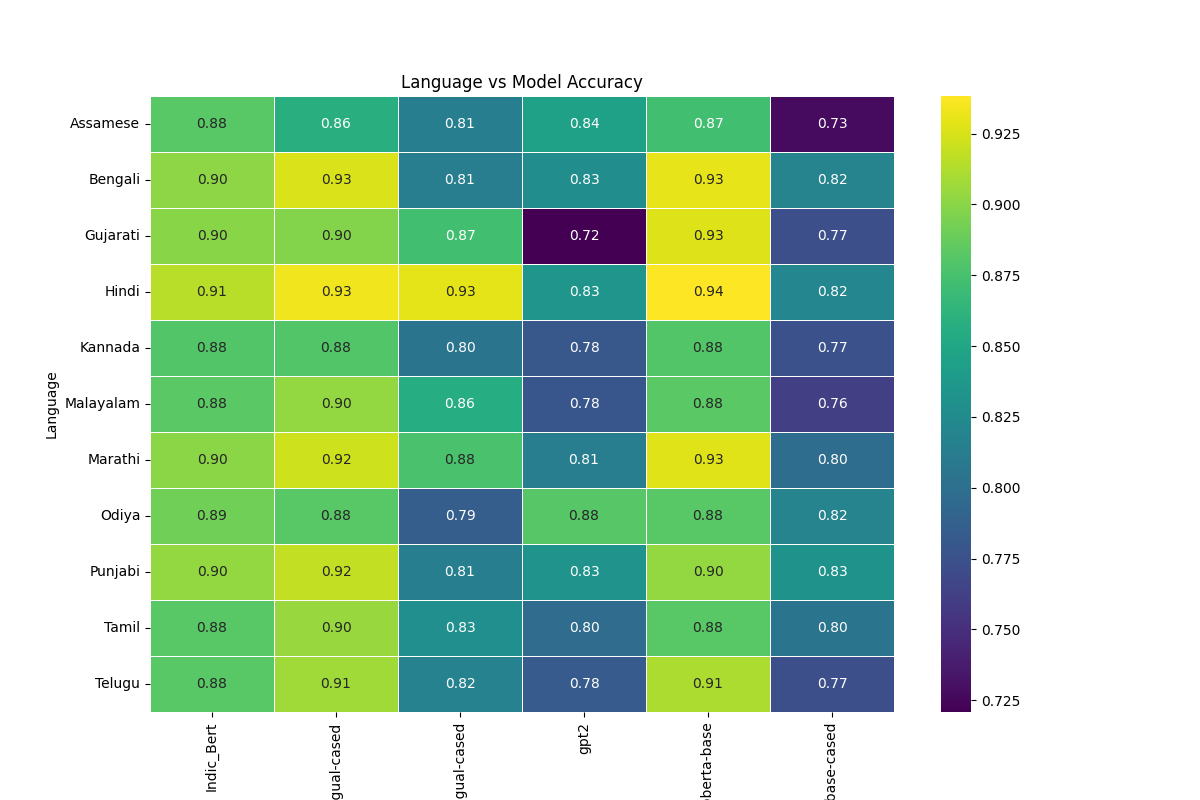 Language vs Model Accuracy
Assamese 0.88 0.86 0.81 0.84 0.87 0.73
Bengali 0.90 0.93 0.81 0.83 0.93 0.82
Gujarati 0.90 0.90 0.87 0.72 0.93 0.77
Hindi 0.91 0.93 0.93 0.83 0.94 0.82
Kannada 0.88 0.88 0.80 0.78 0.88 0.77
Malayalam 0.88 0.90 0.86 0.78 0.88 0.76
Marathi 0.90 0.92 0.88 0.81 0.93 0.80
Odiya 0.89 0.88 0.79 0.88 0.88 0.82
Punjabi 0.90 0.92 0.81 0.83 0.90 0.83
Tamil 0.88 0.90 0.83 0.80 0.88 0.80
Telugu 0.88 0.91 0.82 0.78 0.91 0.77
Language
Indic_Bert
gual-cased
gual-cased
gpt2
berta-base
base-cased
0.925
0.900
0.875
0.850
0.825
0.800
0.775
0.750
0.725